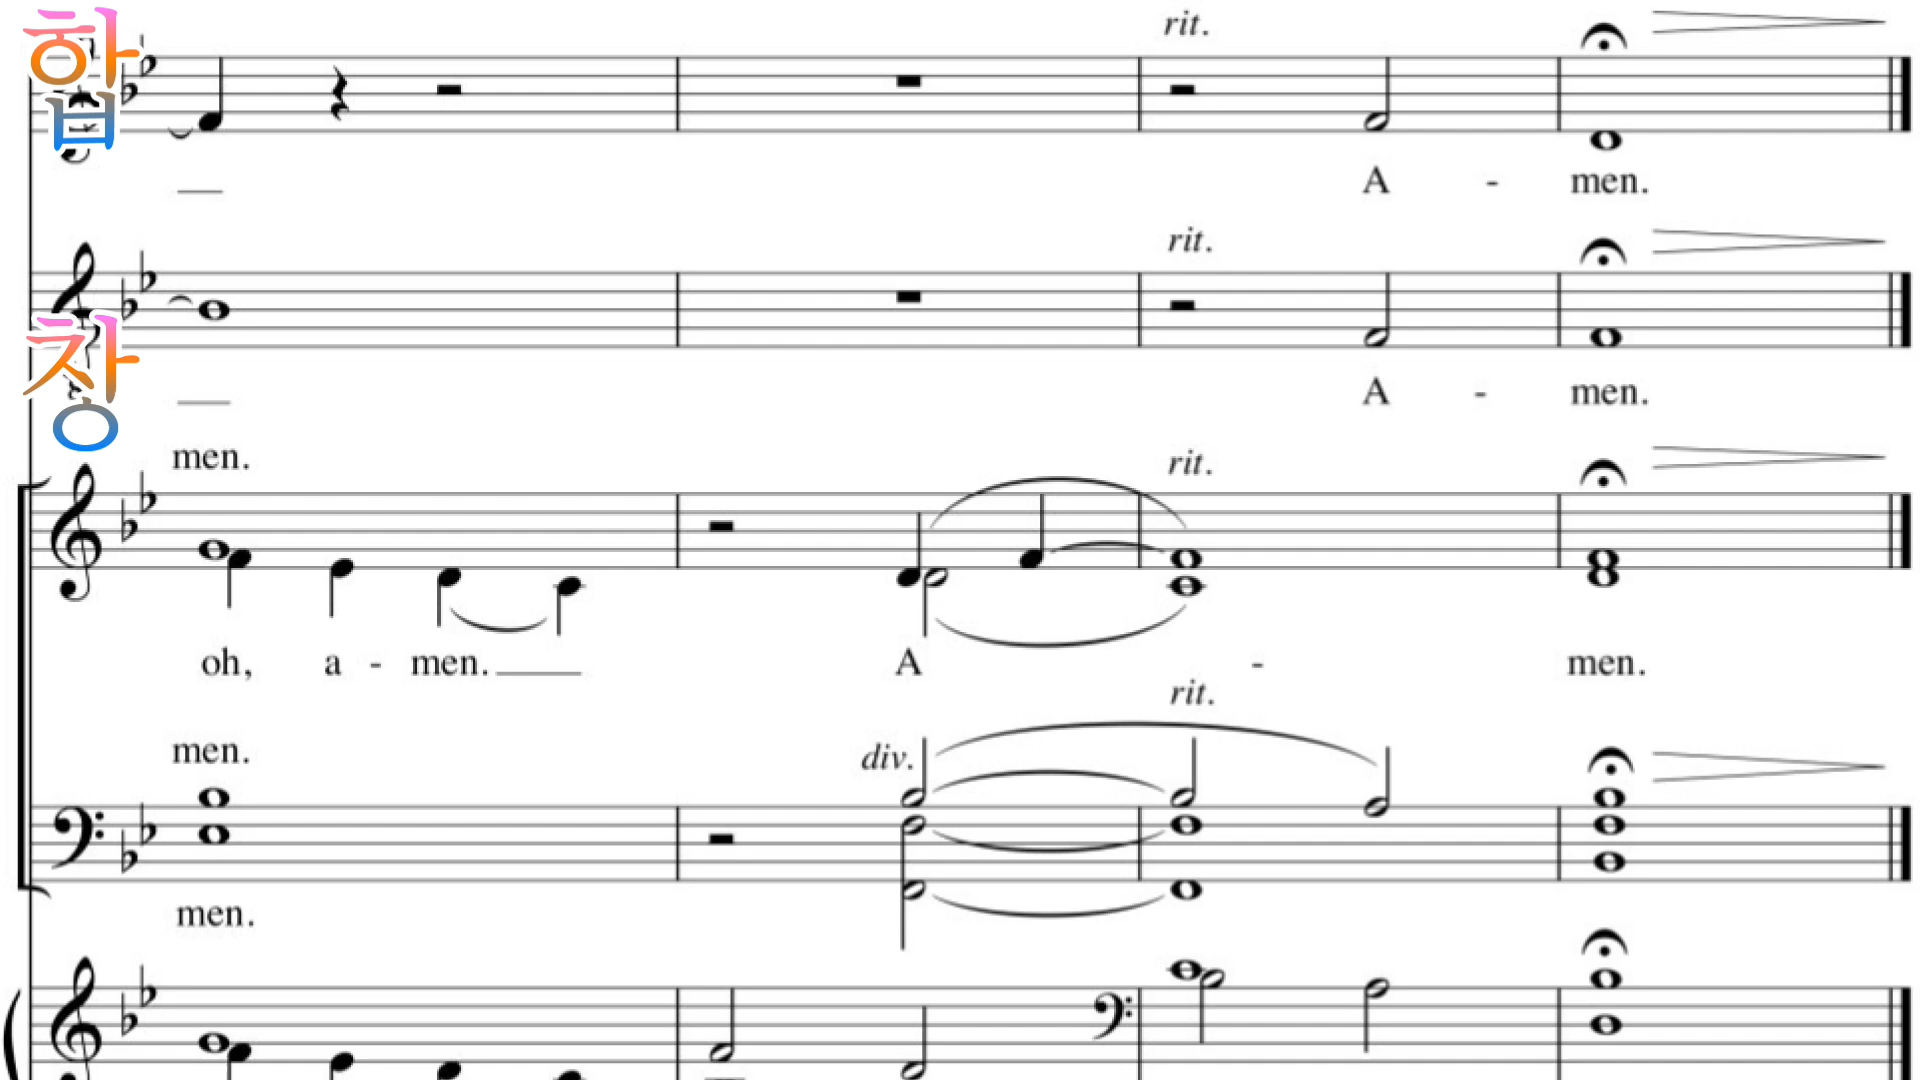 합
창
rit.
A - men.
rit.
A - men.
men.
rit.
oh, a - men. A - men.
rit.
men.
div.
men.